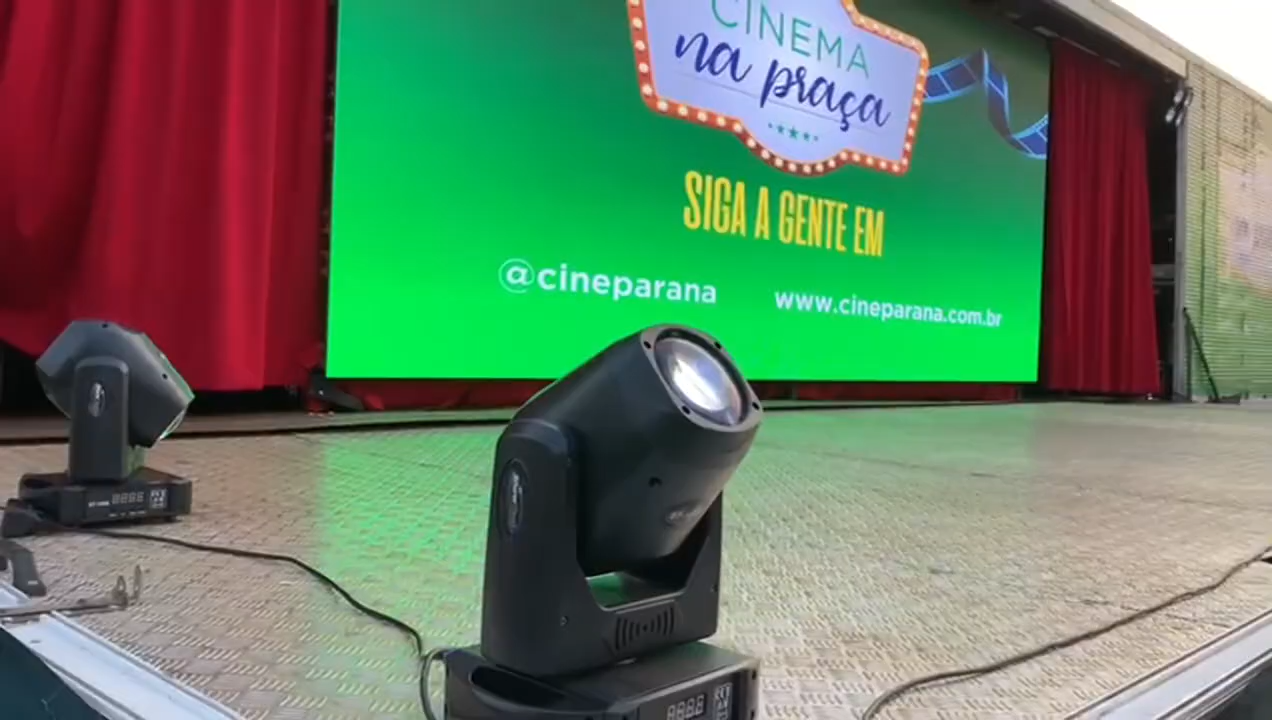 CINEMA
na praça
SIGA A GENTE EM
@cineparana
www.cineparana.com.br